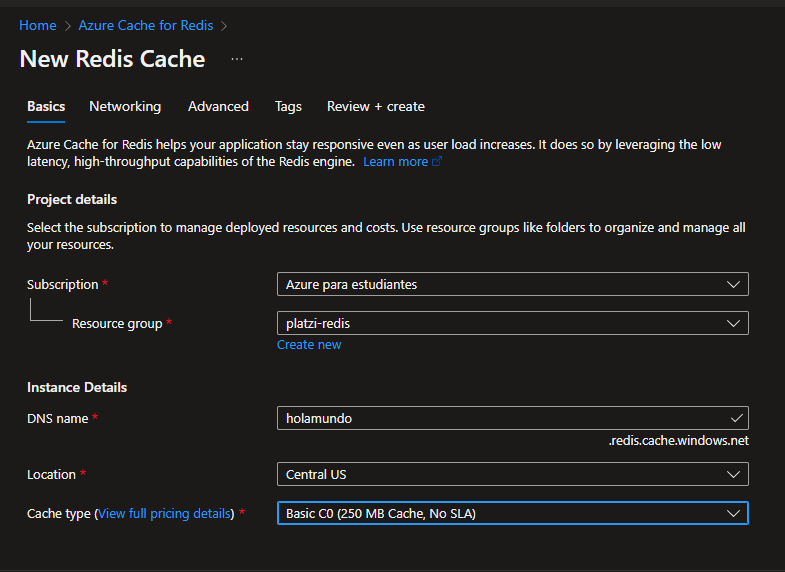 Home > Azure Cache for Redis >
New Redis Cache ...
Basics Networking Advanced Tags Review + create
Azure Cache for Redis helps your application stay responsive even as user load increases. It does so by leveraging the low
latency, high-throughput capabilities of the Redis engine. Learn more
Project details
Select the subscription to manage deployed resources and costs. Use resource groups like folders to organize and manage all
your resources.
Subscription * Azure para estudiantes
Resource group * platzi-redis
Create new
Instance Details
DNS name * holamundo
.redis.cache.windows.net
Location * Central US
Cache type (View full pricing details) * Basic C0 (250 MB Cache, No SLA)